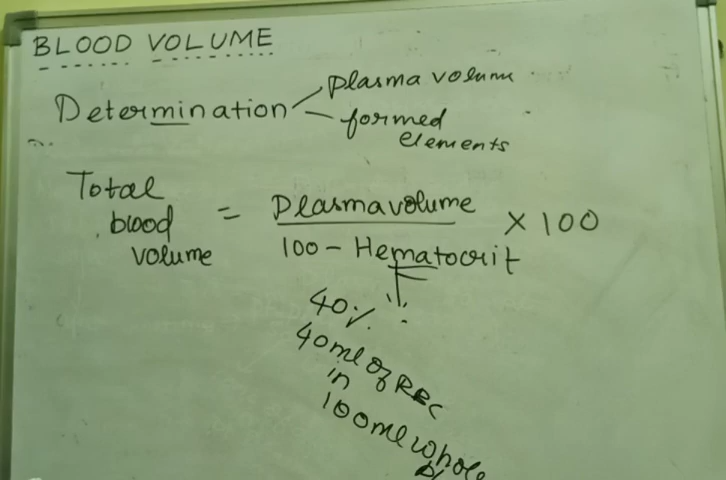 BLOOD VOLUME
Determination
plasma volume
formed
elements
Total
blood
volume
= Plasma volume × 100
100 - Hematocrit
40%
40ml of RBC
in
100ml whole